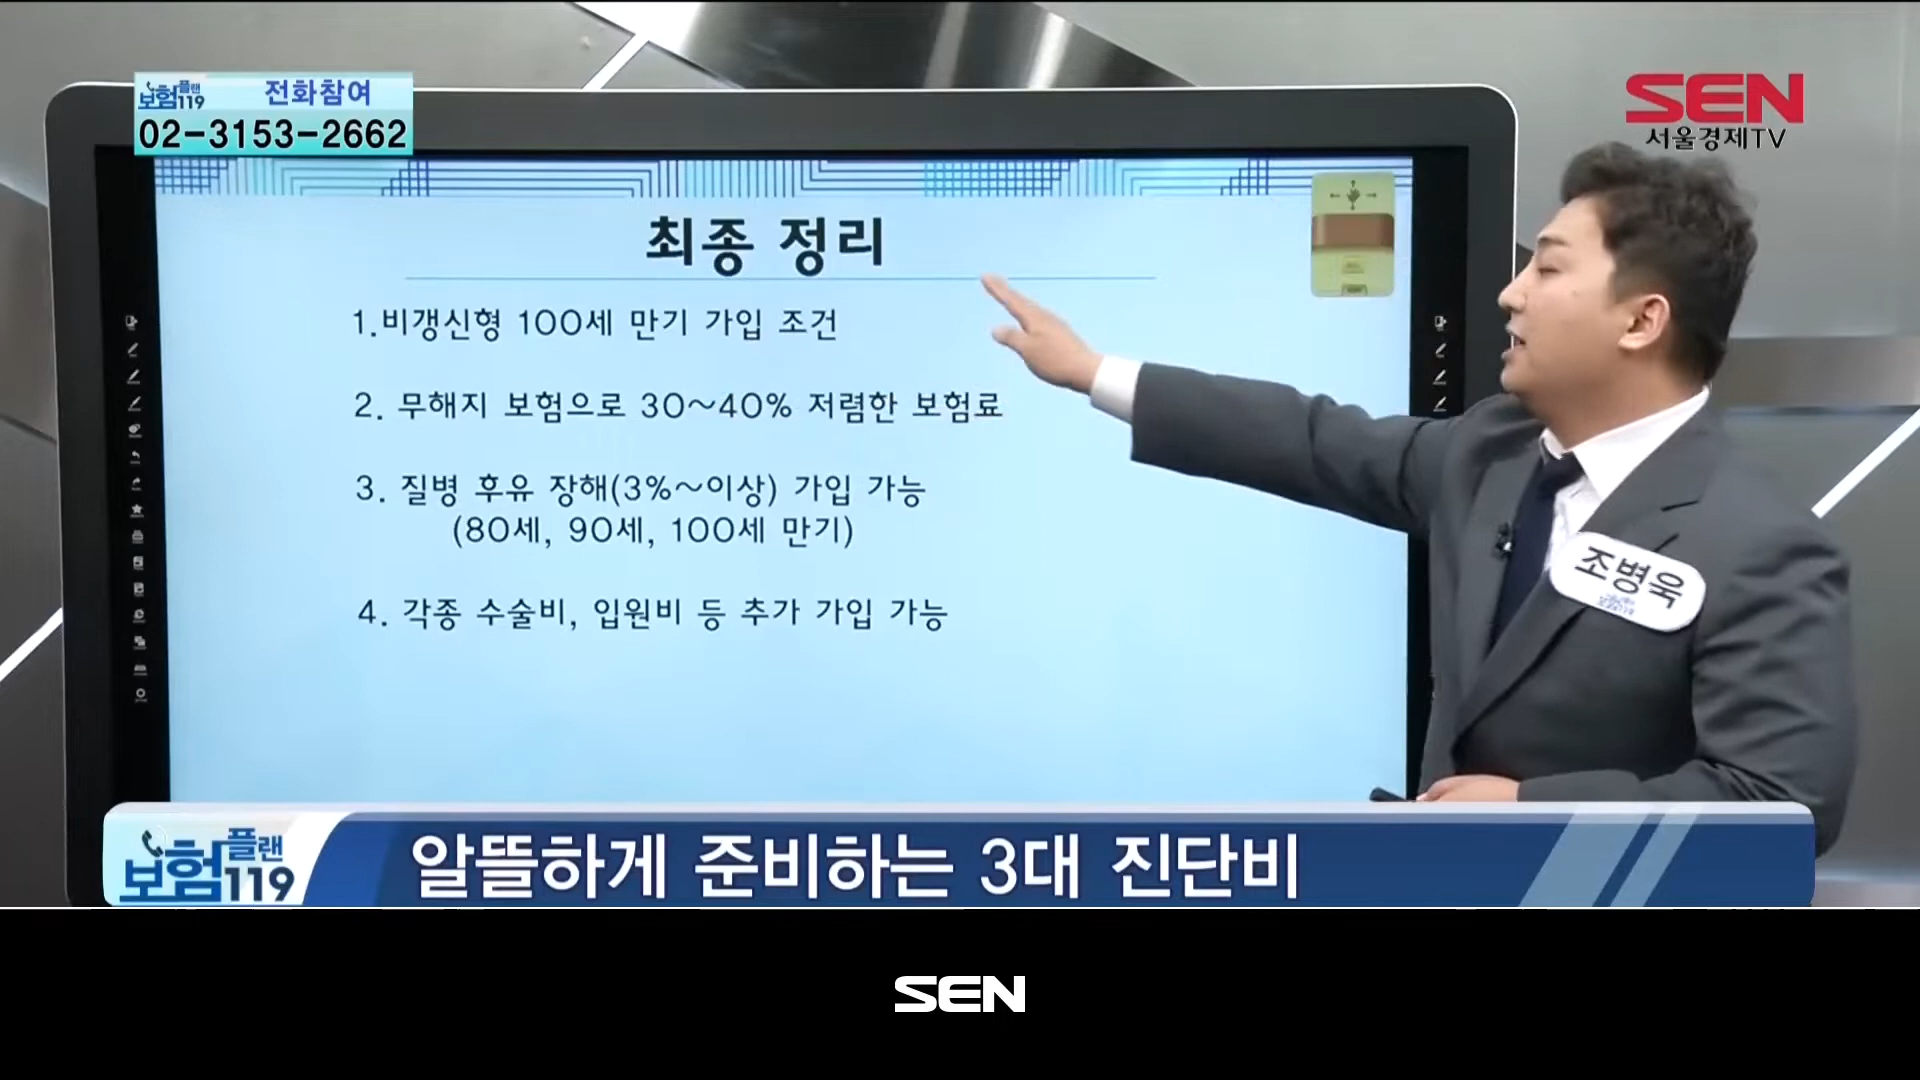 보험플랜119 전화참여
02-3153-2662
SEN
서울경제TV
최종 정리
1.비갱신형 100세 만기 가입 조건
2. 무해지 보험으로 30~40% 저렴한 보험료
3. 질병 후유 장해(3%~이상) 가입 가능
(80세, 90세, 100세 만기)
4. 각종 수술비, 입원비 등 추가 가입 가능
조병욱
보험플랜119
알뜰하게 준비하는 3대 진단비
SEN